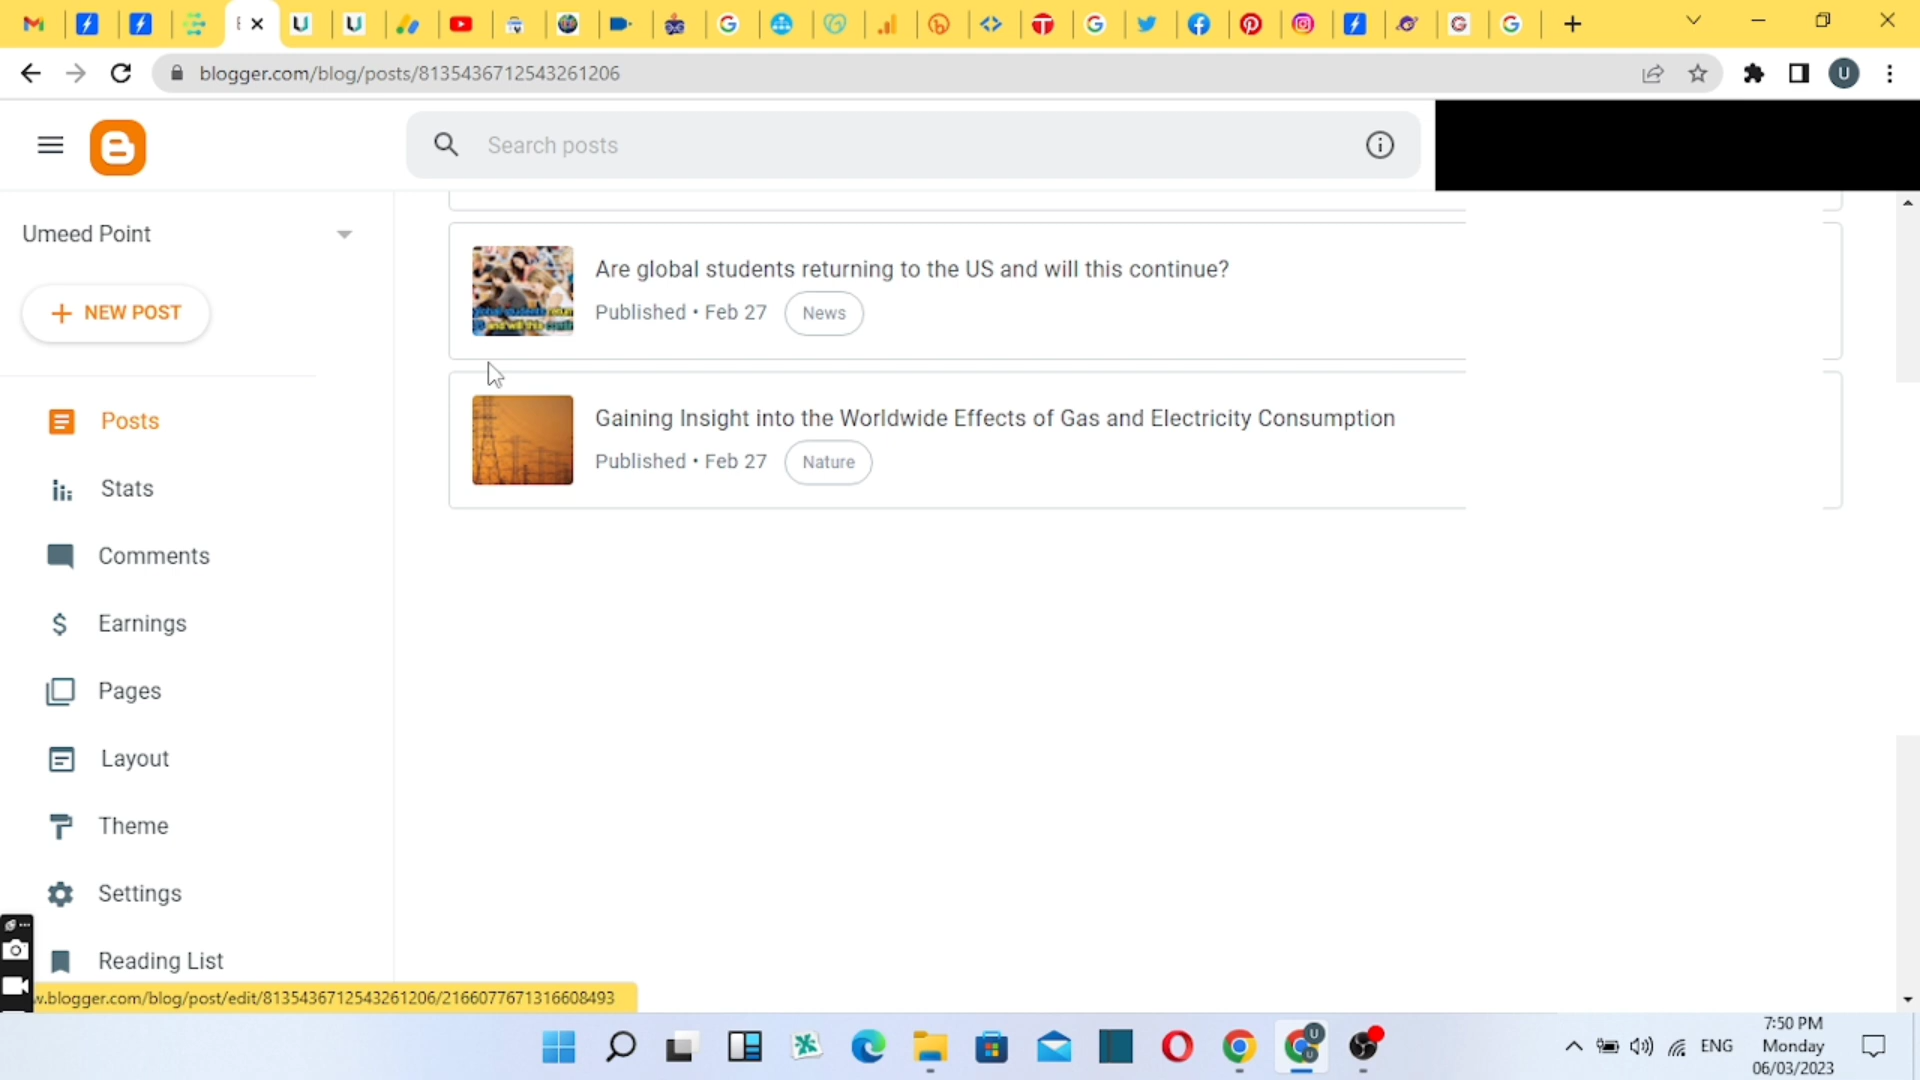 blogger.com/blog/posts/8135436712543261206
U
Search posts
Umeed Point
+ NEW POST
Posts
Stats
Comments
Earnings
Pages
Layout
Theme
Settings
Reading List
Are global students returning to the US and will this continue?
Published • Feb 27 News
Gaining Insight into the Worldwide Effects of Gas and Electricity Consumption
Published • Feb 27 Nature
w.blogger.com/blog/post/edit/8135436712543261206/2166077671316608493
ENG
7:50 PM
Monday
06/03/2023